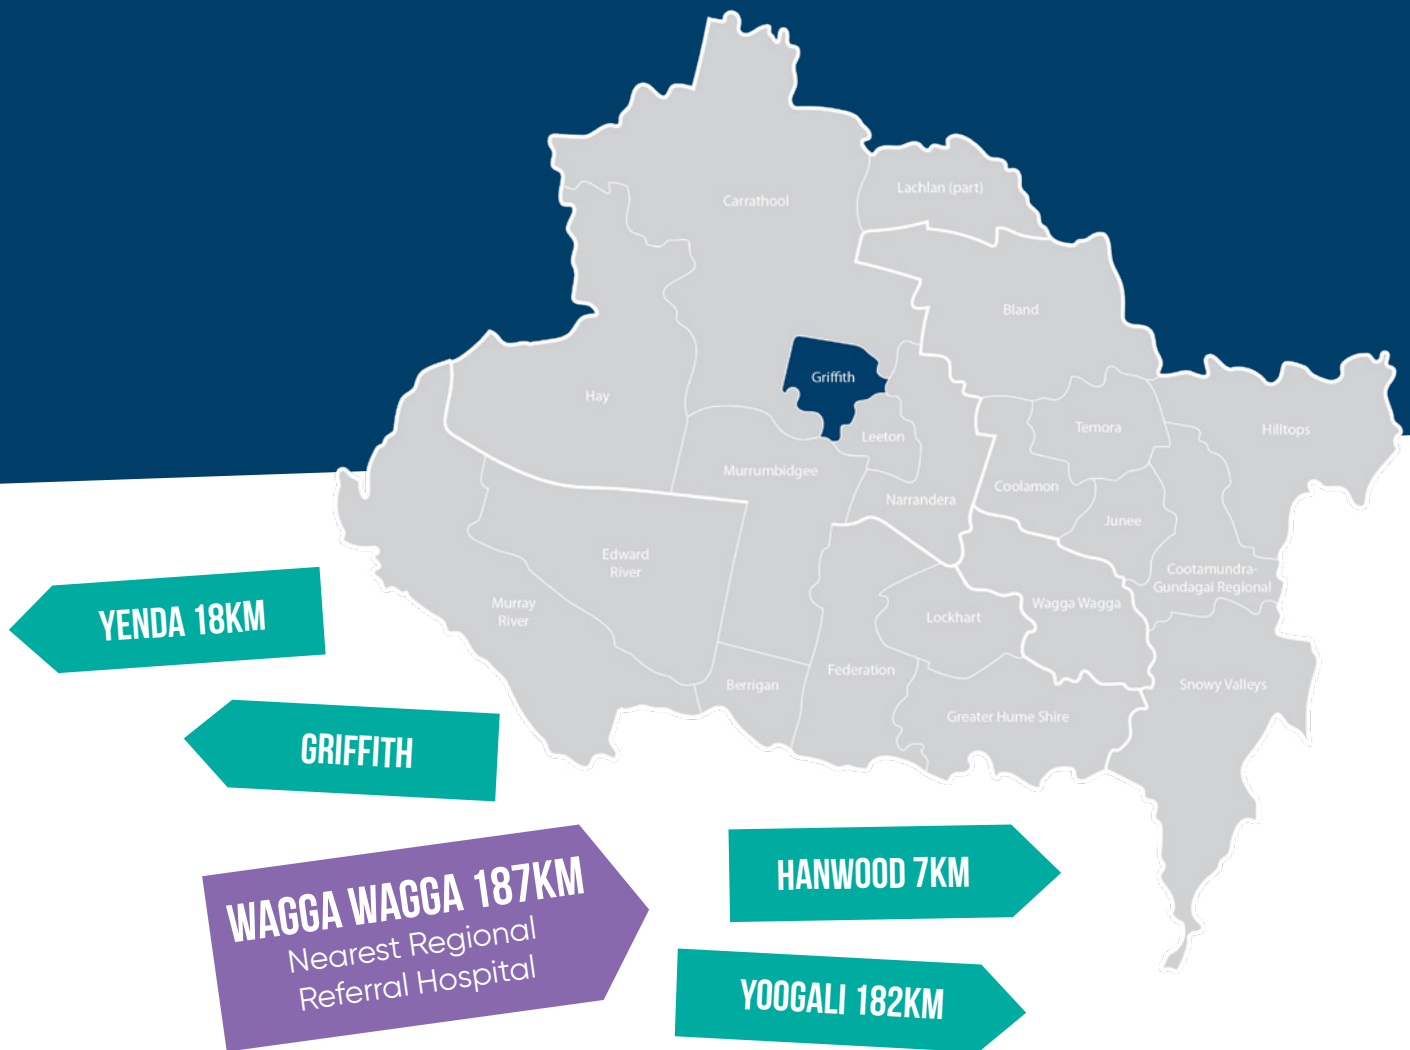 Carrathool
Lachlan (part)
Bland
Griffith
Hay
Leeton
Temora
Hilltops
Murrumbidgee
Coolamon
Narrandera
Junee
Edward
River
Cootamundra-
Gundagai Regional
Murray
River
Lockhart
Wagga Wagga
Federation
Berrigan
Snowy Valleys
Greater Hume Shire
YENDA 18KM
GRIFFITH
WAGGA WAGGA 187KM
Nearest Regional
Referral Hospital
HANWOOD 7KM
YOOGALI 182KM